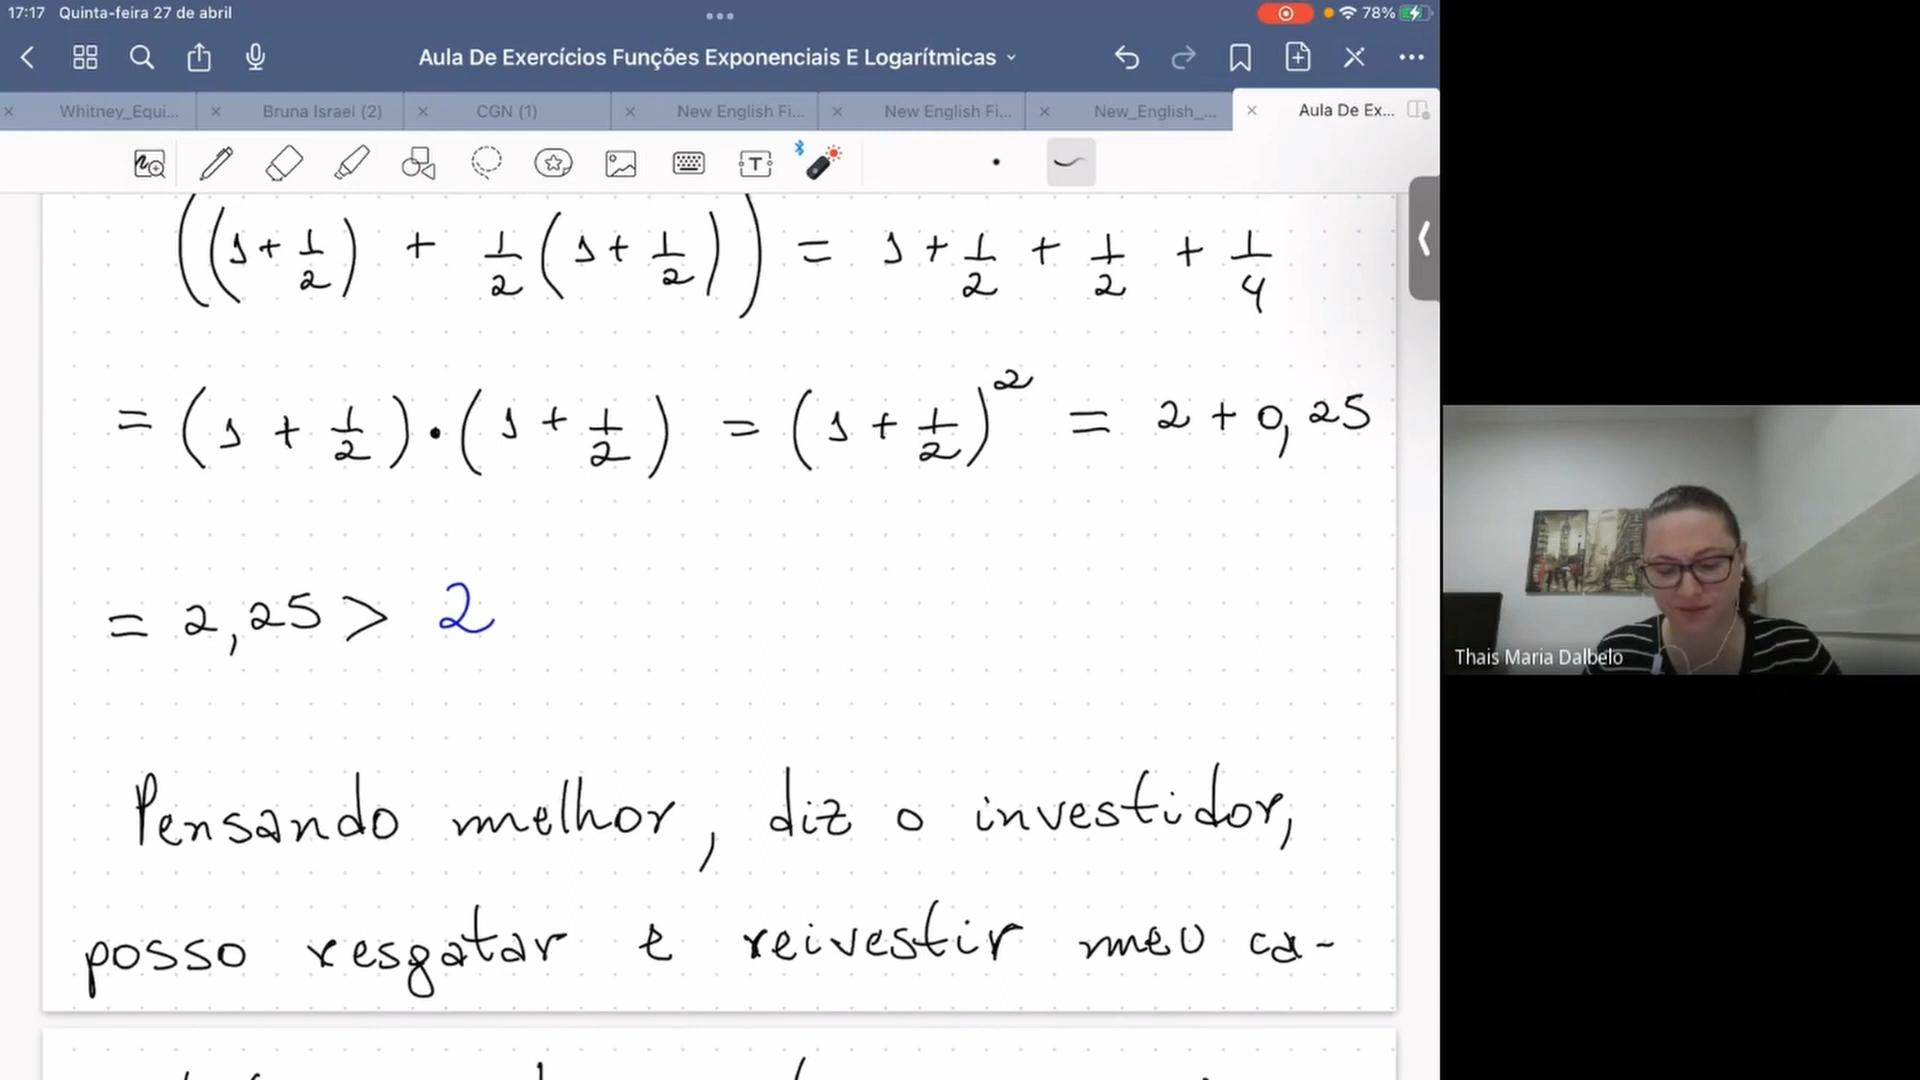 17:17 Quinta-feira 27 de abril
78%
Aula De Exercícios Funções Exponenciais E Logarítmicas
Whitney_Equi...
Bruna Israel (2)
CGN (1)
New English Fi...
New English Fi...
New_English_...
Aula De Ex...
((1 + 1/2) + 1/2 (1 + 1/2)) = 1 + 1/2 + 1/2 + 1/4
= (1 + 1/2) · (1 + 1/2) = (1 + 1/2)² = 2 + 0,25
= 2,25 > 2
Pensando melhor, diz o investidor,
posso resgatar e reivestir meu ca-
Thais Maria Dalbelo